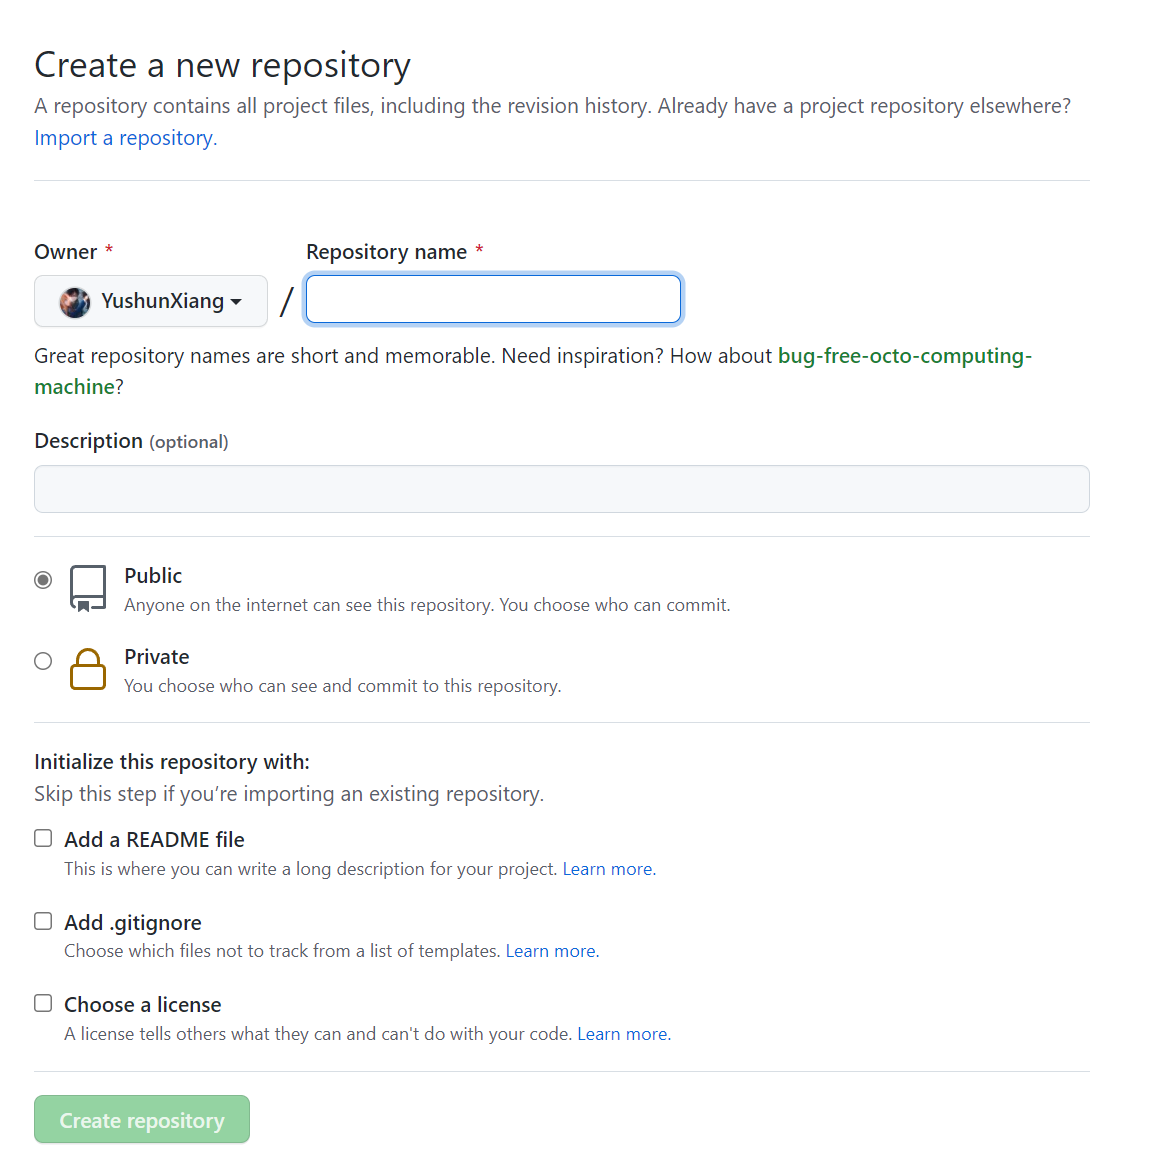 Create a new repository
A repository contains all project files, including the revision history. Already have a project repository elsewhere?
Import a repository.
Owner *
Repository name *
YushunXiang
/
Great repository names are short and memorable. Need inspiration? How about bug-free-octo-computing-
machine?
Description (optional)
Public
Anyone on the internet can see this repository. You choose who can commit.
Private
You choose who can see and commit to this repository.
Initialize this repository with:
Skip this step if you’re importing an existing repository.
Add a README file
This is where you can write a long description for your project. Learn more.
Add .gitignore
Choose which files not to track from a list of templates. Learn more.
Choose a license
A license tells others what they can and can't do with your code. Learn more.
Create repository